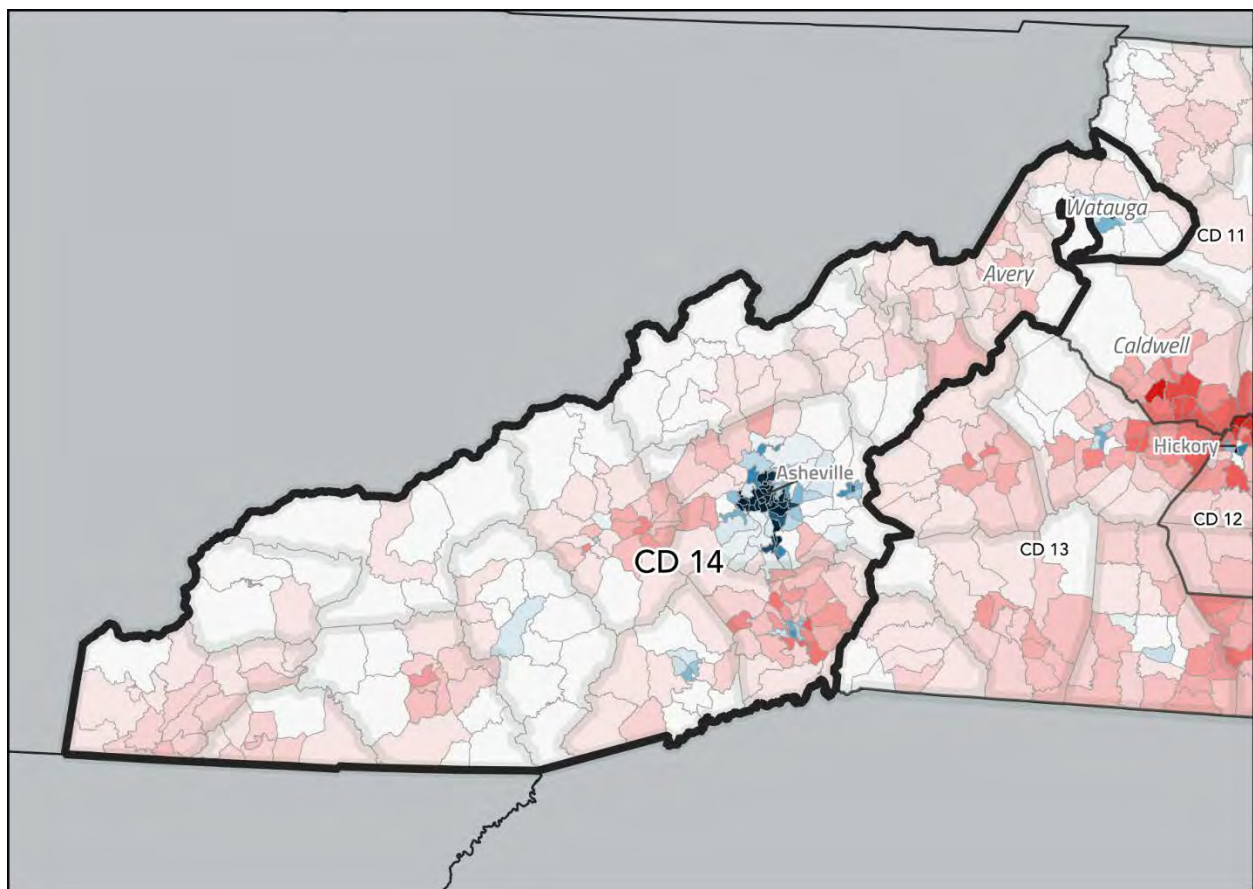 Watauga
CD 11
Avery
Caldwell
Hickory
Asheville
CD 12
CD 13
CD 14